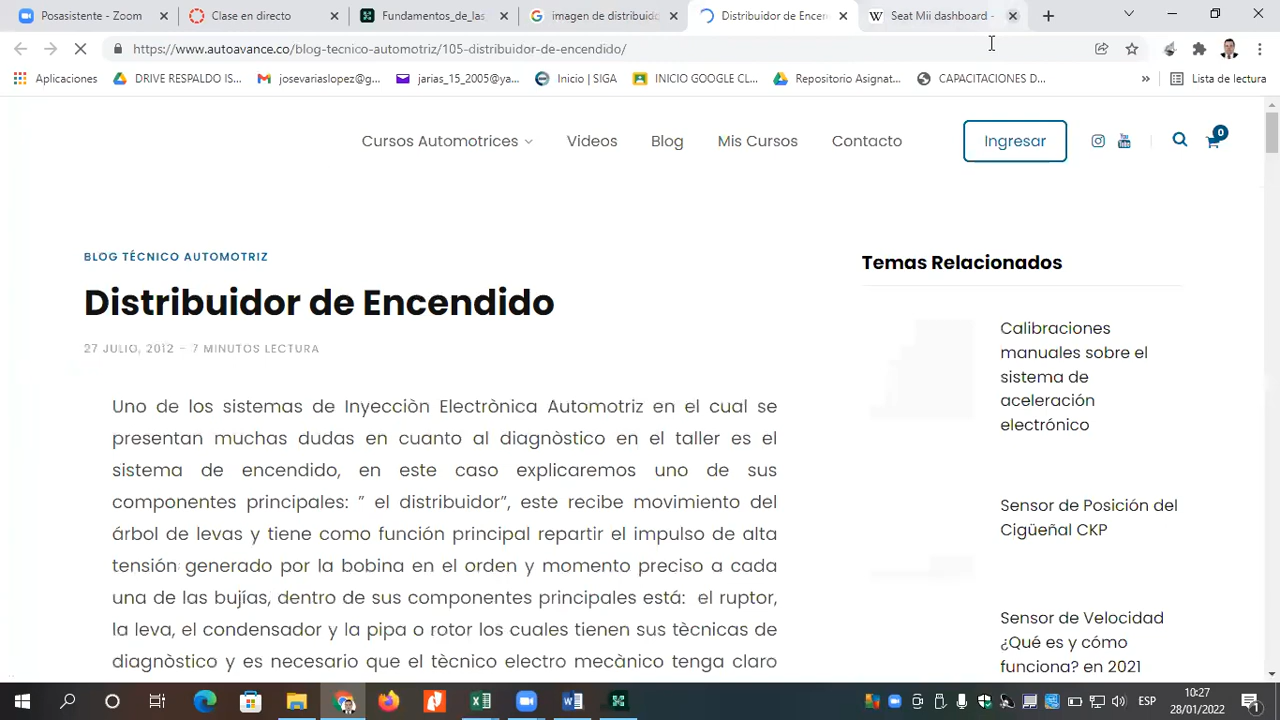 Posasistente - Zoom
Clase en directo
Fundamentos_de_las
imagen de distribuido
Distribuidor de Encen
Seat Mii dashboard -
https://www.autoavance.co/blog-tecnico-automotriz/105-distribuidor-de-encendido/
Aplicaciones
DRIVE RESPALDO IS...
josevariaslopez@g...
jarias_15_2005@ya...
Inicio | SIGA
INICIO GOOGLE CL...
Repositorio Asignat...
CAPACITACIONES D...
»
Lista de lectura
Cursos Automotrices
Videos
Blog
Mis Cursos
Contacto
Ingresar
0
BLOG TÉCNICO AUTOMOTRIZ
Distribuidor de Encendido
27 JULIO, 2012 – 7 MINUTOS LECTURA
Uno de los sistemas de Inyecciòn Electrònica Automotriz en el cual se
presentan muchas dudas en cuanto al diagnòstico en el taller es el
sistema de encendido, en este caso explicaremos uno de sus
componentes principales: ” el distribuidor”, este recibe movimiento del
árbol de levas y tiene como función principal repartir el impulso de alta
tensión generado por la bobina en el orden y momento preciso a cada
una de las bujías, dentro de sus componentes principales está: el ruptor,
la leva, el condensador y la pipa o rotor los cuales tienen sus tècnicas de
diagnòstico y es necesario que el tècnico electro mecànico tenga claro
Temas Relacionados
Calibraciones
manuales sobre el
sistema de
aceleración
electrónico
Sensor de Posición del
Cigüeñal CKP
Sensor de Velocidad
¿Qué es y cómo
funciona? en 2021
ESP
10:27
28/01/2022
1